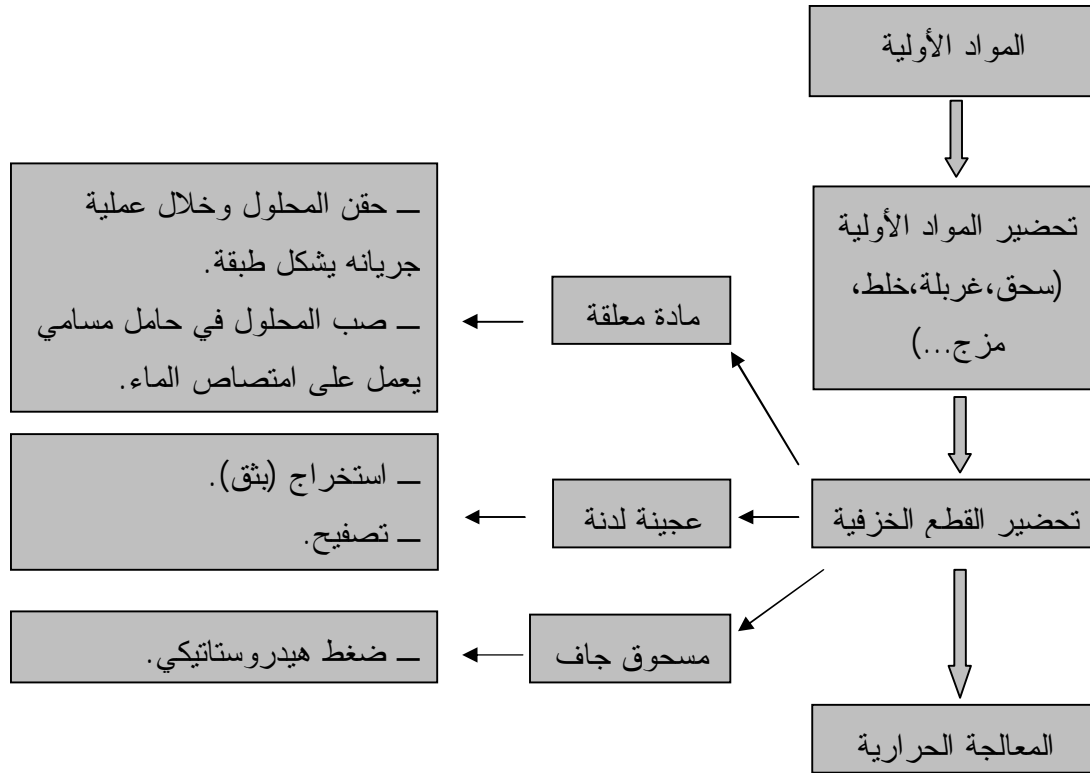 المواد الأولية
تحضير المواد الأولية
(سحق،غربلة،خلط،
مزج...)
تحضير القطع الخزفية
مادة معلقة
ـ حقن المحلول وخلال عملية
جريانه يشكل طبقة.
ـ صب المحلول في حامل مسامي
يعمل على امتصاص الماء.
عجينة لدنة
ـ استخراج (بثق).
ـ تصفيح.
مسحوق جاف
ـ ضغط هيدروستاتيكي.
المعالجة الحرارية